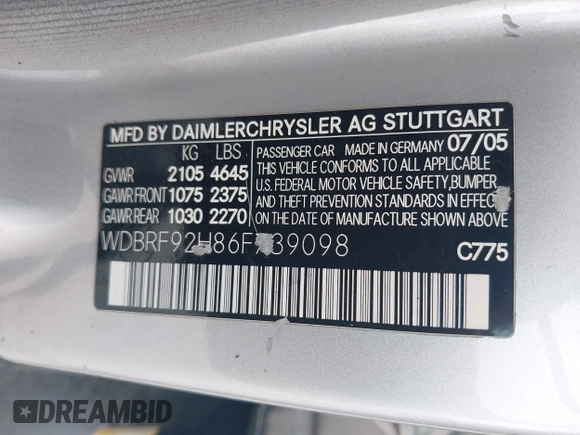 MFD BY DAIMLERCHRYSLER AG STUTTGART
KG LBS
GVWR 2105 4645
GAWR FRONT 1075 2375
GAWR REAR 1030 2270
PASSENGER CAR MADE IN GERMANY 07/05
THIS VEHICLE CONFORMS TO ALL APPLICABLE
U.S. FEDERAL MOTOR VEHICLE SAFETY, BUMPER
AND THEFT PREVENTION STANDARDS IN EFFECT
ON THE DATE OF MANUFACTURE SHOWN ABOVE.
WDBRF92H86F739098
C775
DREAMBID